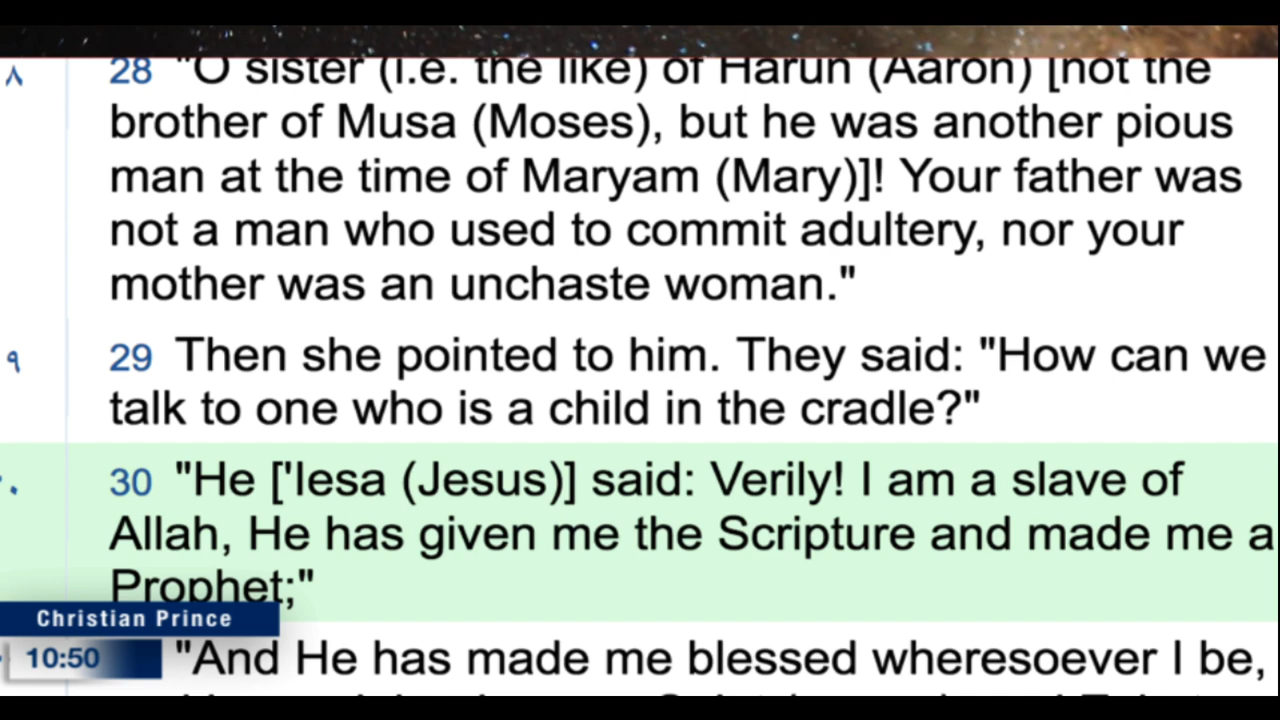 ٨
28 "O sister (i.e. the like) of Harun (Aaron) [not the
brother of Musa (Moses), but he was another pious
man at the time of Maryam (Mary)]! Your father was
not a man who used to commit adultery, nor your
mother was an unchaste woman."
٩
29 Then she pointed to him. They said: "How can we
talk to one who is a child in the cradle?"
30 "He ['Iesa (Jesus)] said: Verily! I am a slave of
Allah, He has given me the Scripture and made me a
Prophet;"
Christian Prince
10:50
"And He has made me blessed wheresoever I be,